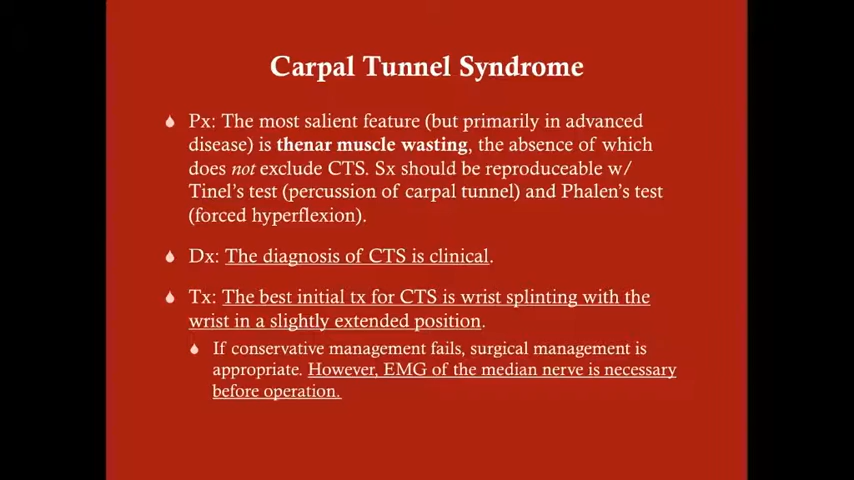 Carpal Tunnel Syndrome
Px: The most salient feature (but primarily in advanced
disease) is thenar muscle wasting, the absence of which
does not exclude CTS. Sx should be reproduceable w/
Tinel's test (percussion of carpal tunnel) and Phalen's test
(forced hyperflexion).
Dx: The diagnosis of CTS is clinical.
Tx: The best initial tx for CTS is wrist splinting with the
wrist in a slightly extended position.
If conservative management fails, surgical management is
appropriate. However, EMG of the median nerve is necessary
before operation.